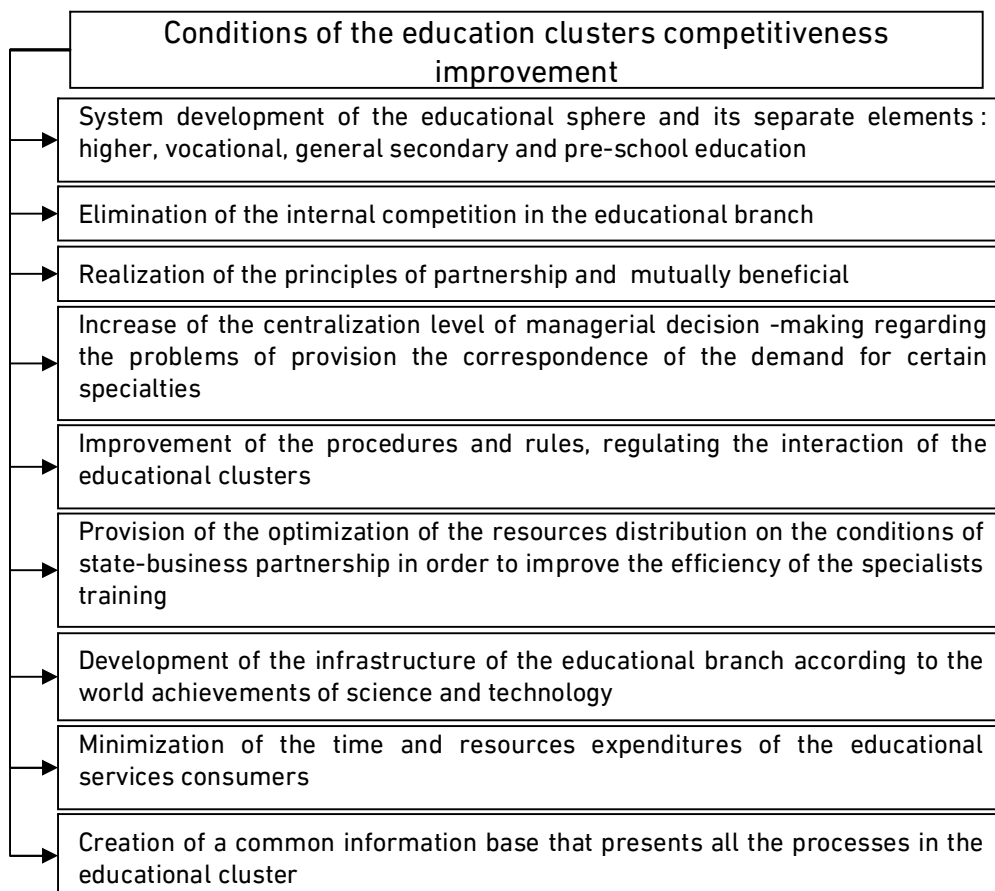 Conditions of the education clusters competitiveness
improvement
System development of the educational sphere and its separate elements :
higher, vocational, general secondary and pre-school education
Elimination of the internal competition in the educational branch
Realization of the principles of partnership and mutually beneficial
Increase of the centralization level of managerial decision -making regarding
the problems of provision the correspondence of the demand for certain
specialties
Improvement of the procedures and rules, regulating the interaction of the
educational clusters
Provision of the optimization of the resources distribution on the conditions of
state-business partnership in order to improve the efficiency of the specialists
training
Development of the infrastructure of the educational branch according to the
world achievements of science and technology
Minimization of the time and resources expenditures of the educational
services consumers
Creation of a common information base that presents all the processes in the
educational cluster